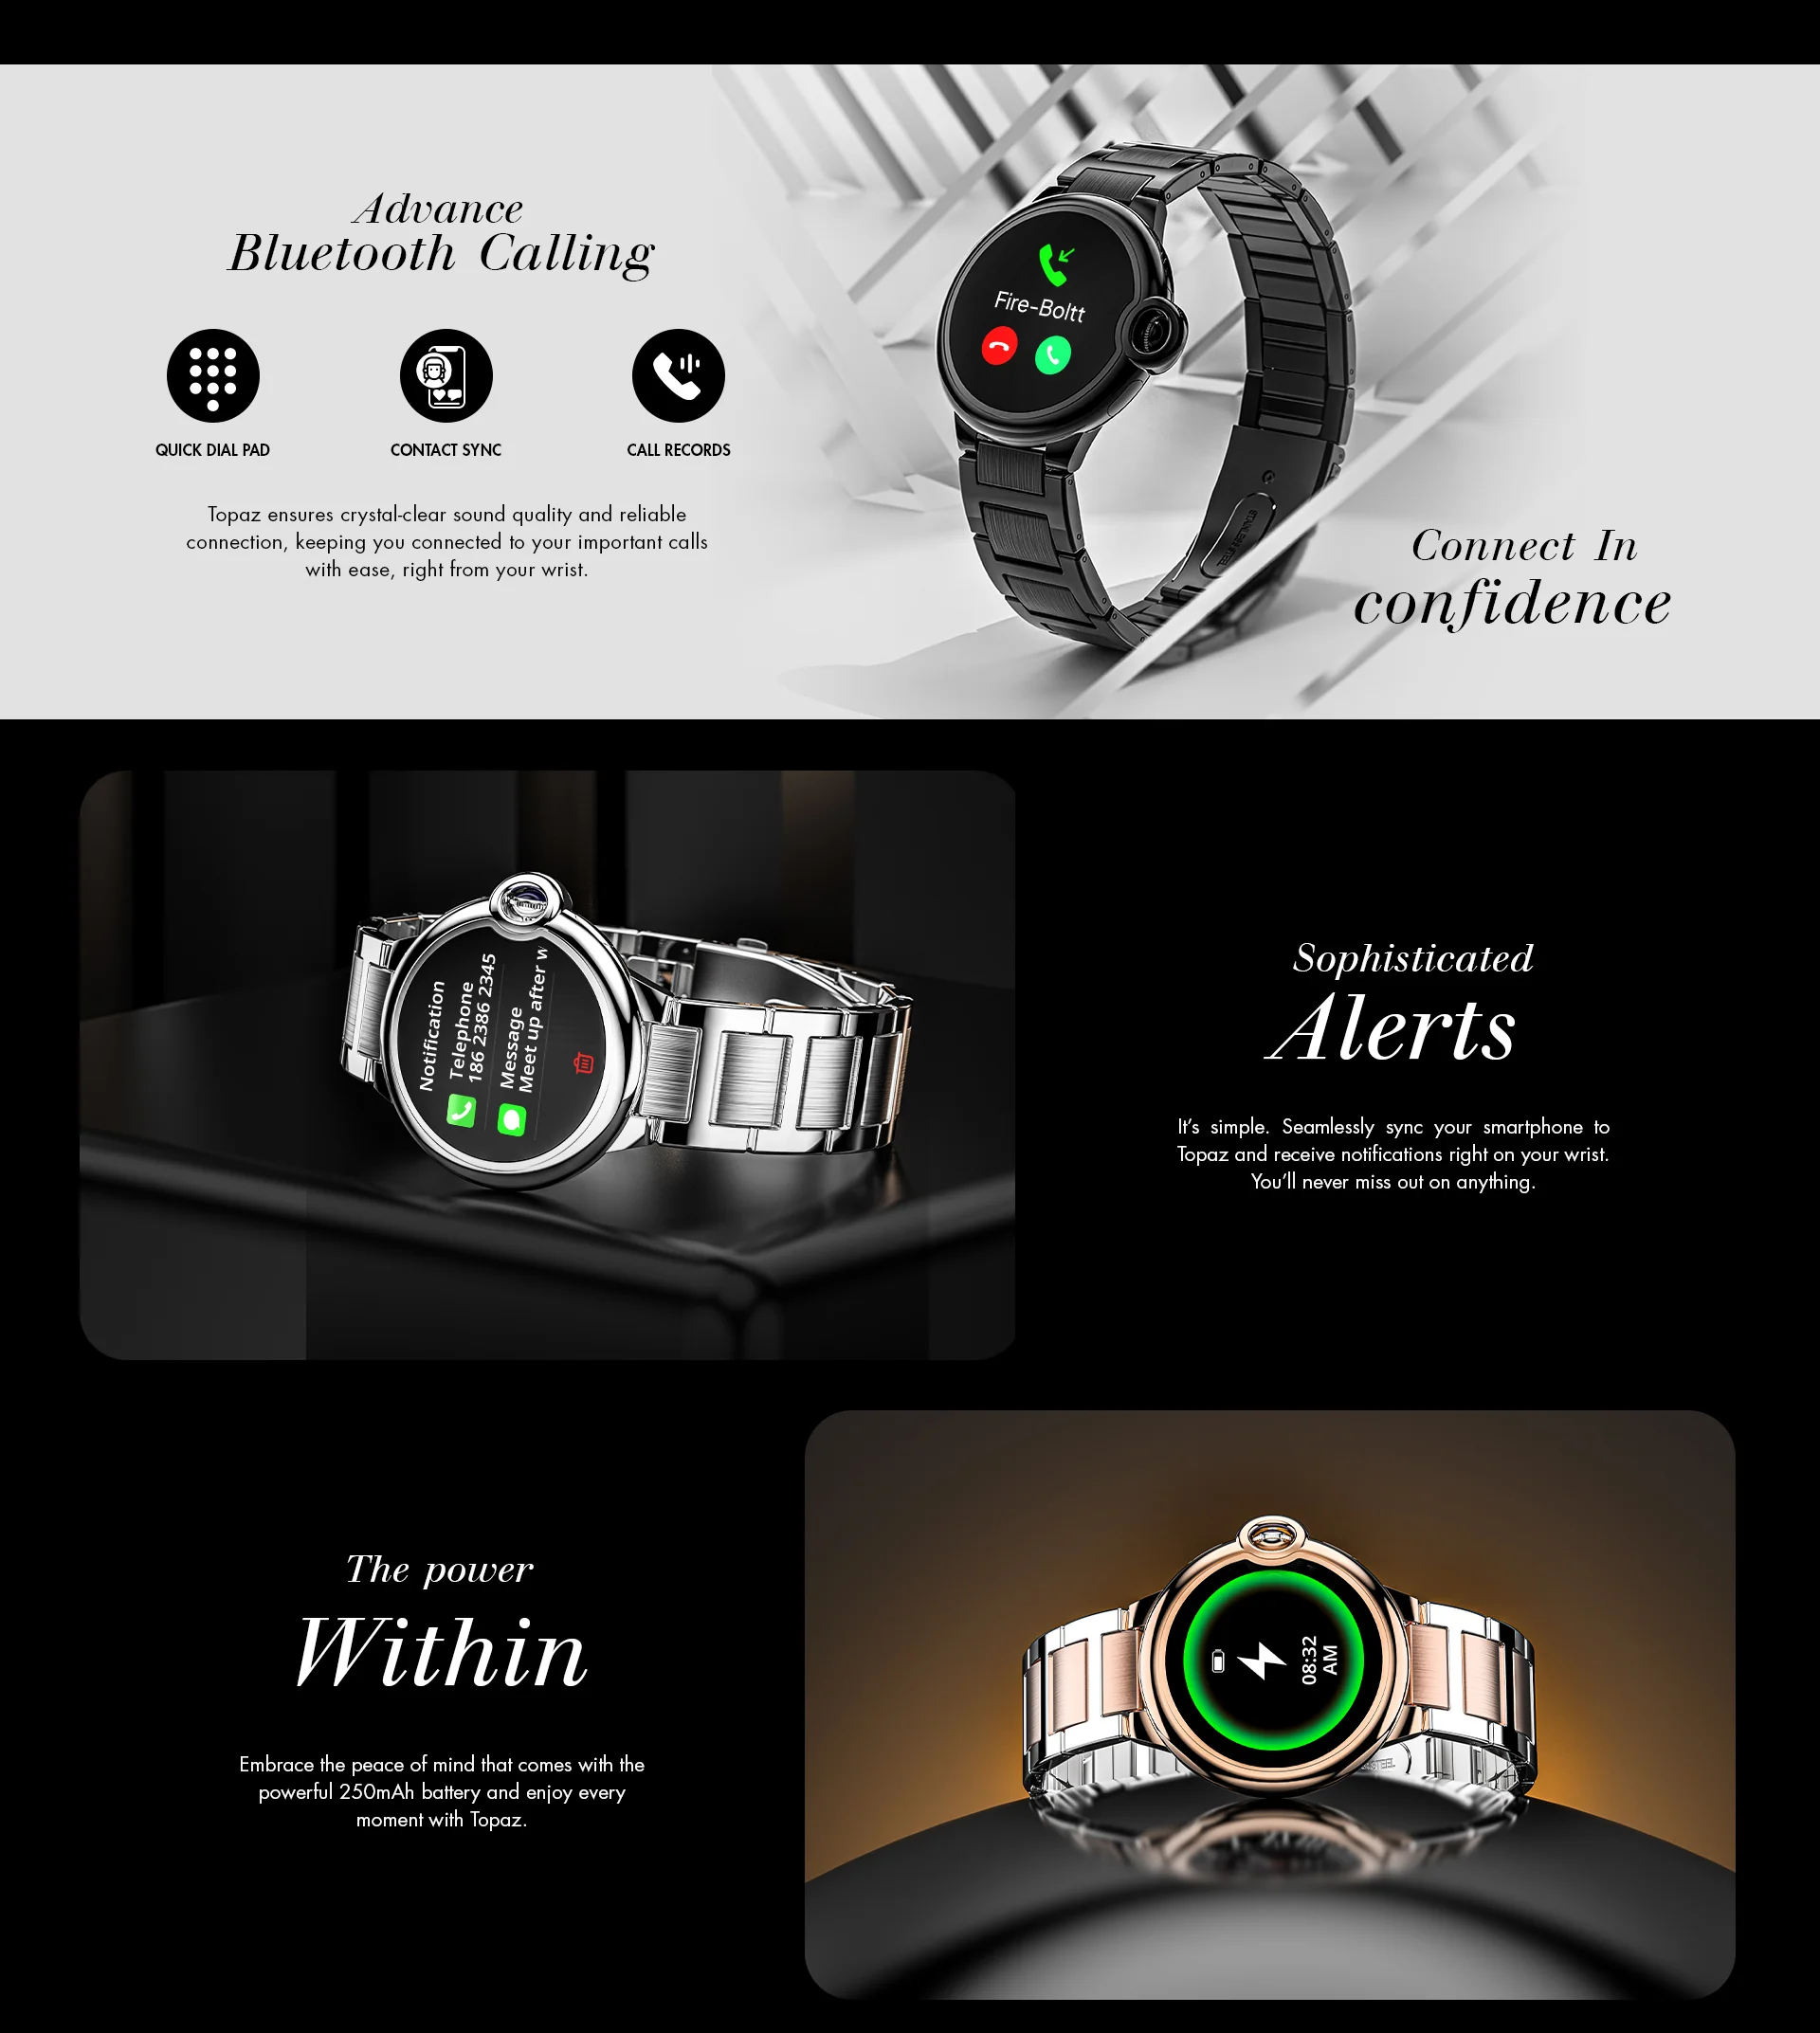 Advance
Bluetooth Calling
QUICK DIAL PAD
CONTACT SYNC
CALL RECORDS
Topaz ensures crystal-clear sound quality and reliable
connection, keeping you connected to your important calls
with ease, right from your wrist.
Fire-Boltt
STAINLESS STEEL
Connect In
confidence
Notification
Telephone
186 2386 2345
Message
Meet up after w
Sophisticated
Alerts
It's simple. Seamlessly sync your smartphone to
Topaz and receive notifications right on your wrist.
You'll never miss out on anything.
The power
Within
Embrace the peace of mind that comes with the
powerful 250mAh battery and enjoy every
moment with Topaz.
08:32
AM